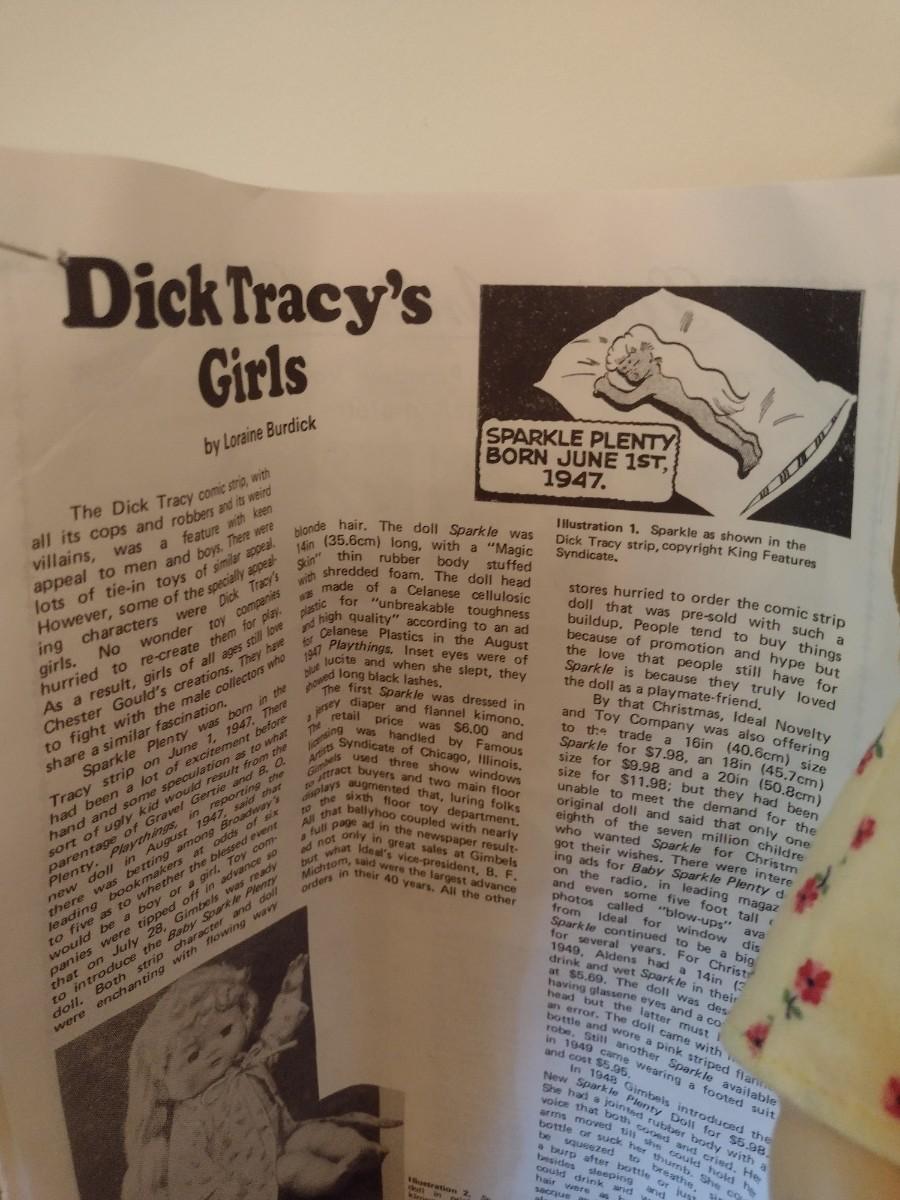 Dick Tracy's
Girls
by Loraine Burdick
The Dick Tracy comic strip, with
all its cops and robbers and its weird
villains, was a feature with keen
appeal to men and boys. There were
lots of tie-in toys of similar appeal.
However, some of the specially appeal-
ing characters were Dick Tracy's
girls. No wonder toy companies
hurried to re-create them for play.
As a result, girls of all ages still love
Chester Gould's creations. They have
to fight with the male collectors who
share a similar fascination.
Sparkle Plenty was born in the
Tracy strip on June 1, 1947. There
had been a lot of excitement before-
hand and some speculation as to what
sort of ugly kid would result from the
parentage of Gravel Gertie and B. O.
Plenty. Playthings, in reporting the
new doll in August 1947, said that
there was betting among Broadway's
leading bookmakers at odds of six
to five as to whether the blessed event
would be a boy or a girl. Toy com-
panies were tipped off in advance so
that on July 28, Gimbels was ready
to introduce the Baby Sparkle Plenty
doll. Both strip character and doll
were enchanting with flowing wavy
blonde hair. The doll Sparkle was
14in (35.6cm) long, with a "Magic
Skin" thin rubber body stuffed
with shredded foam. The doll head
was made of a Celanese cellulosic
plastic for "unbreakable toughness
and high quality" according to an ad
for Celanese Plastics in the August
1947 Playthings. Inset eyes were of
blue lucite and when she slept, they
showed long black lashes.
The first Sparkle was dressed in
a jersey diaper and flannel kimono.
The retail price was $6.00 and
licensing was handled by Famous
Artists Syndicate of Chicago, Illinois.
Gimbels used three show windows
to attract buyers and two main floor
displays augmented that, luring folks
to the sixth floor toy department.
All that ballyhoo coupled with nearly
a full page ad in the newspaper result-
ed not only in great sales at Gimbels
but what Ideal's vice-president, B. F.
Michtom, said were the largest advance
orders in their 40 years. All the other
SPARKLE PLENTY
BORN JUNE 1ST,
1947.
Illustration 1. Sparkle as shown in the
Dick Tracy strip, copyright King Features
Syndicate.
stores hurried to order the comic strip
doll that was pre-sold with such a
buildup. People tend to buy things
because of promotion and hype but
the love that people still have for
Sparkle is because they truly loved
the doll as a playmate-friend.
By that Christmas, Ideal Novelty
and Toy Company was also offering
to the trade a 16in (40.6cm) size
Sparkle for $7.98, an 18in (45.7cm)
size for $9.98 and a 20in (50.8cm)
size for $11.98; but they had been
unable to meet the demand for the
original doll and said that only one
eighth of the seven million childre
who wanted Sparkle for Christm
got their wishes. There were intere
ing ads for Baby Sparkle Plenty d
on the radio, in leading magaz
and even some five foot tall
photos called "blow-ups" ava
from Ideal for window dis
Sparkle continued to be a big
for several years. For Christ
1949, Aldens had a 14in (3
drink and wet Sparkle in their
at $5.69. The doll was des
having glassene eyes and a co
head but the latter must
an error. The doll came with
bottle and wore a pink striped flann
robe. Still another Sparkle available
in 1949 came wearing a footed suit
and cost $5.95.
In 1948 Gimbels introduced the
New Sparkle Plenty Doll for $5.98.
She had a jointed rubber body with a
voice that both cooed and cried. Her
arms moved till she could hold he
bottle or suck her thumb. She
be squeezed to breathe,
a burp after bottle or just
besides sleeping and
could drink and
hair were as
Illustration 2.
doll in